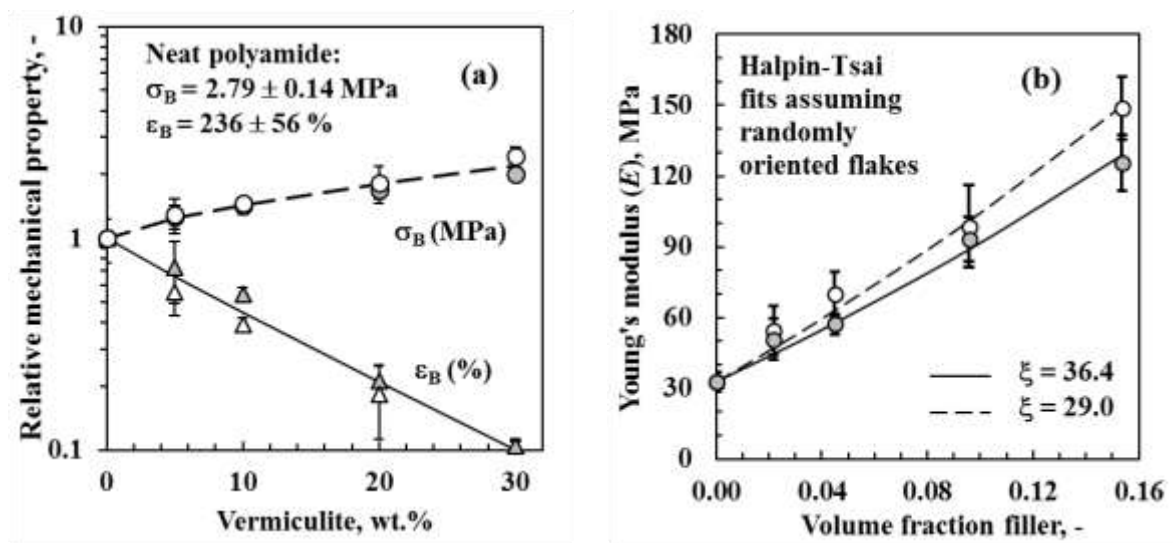 10
Neat polyamide:
σB = 2.79 ± 0.14 MPa
εB = 236 ± 56 %
(a)
Relative mechanical property, -
1
σB (MPa)
εB (%)
0.1
0
10
20
30
Vermiculite, wt.%
180
Halpin-Tsai
fits assuming
randomly
oriented flakes
(b)
150
Young's modulus (E), MPa
120
90
60
30
ξ = 36.4
ξ = 29.0
0
0.00
0.04
0.08
0.12
0.16
Volume fraction filler, -